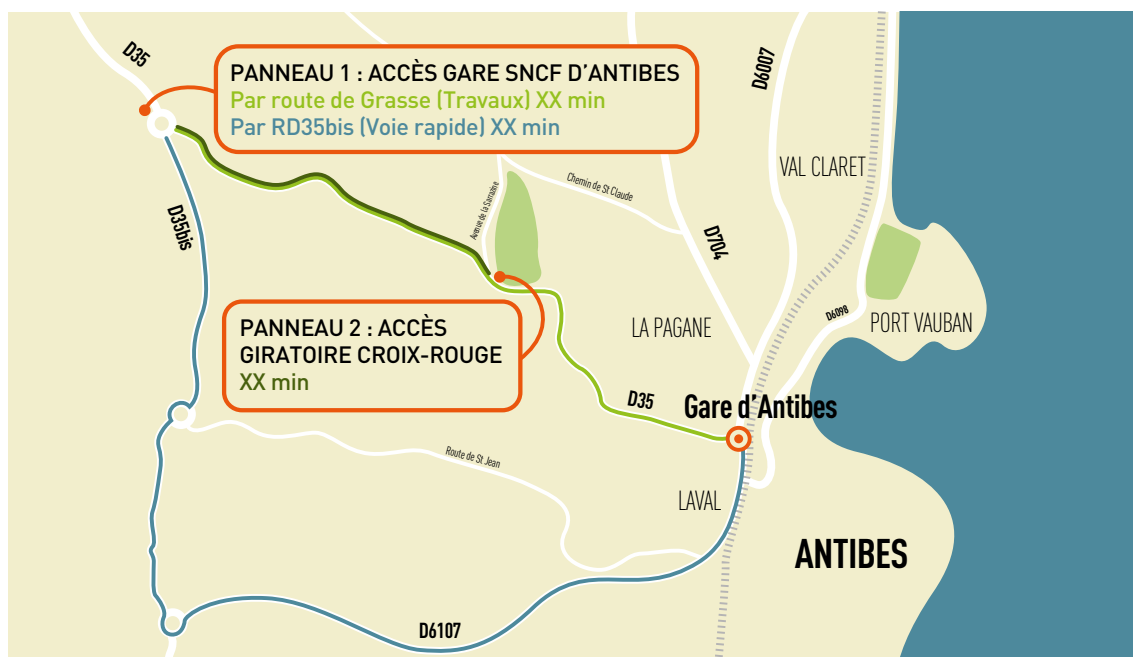 D35
D6007
PANNEAU 1 : ACCÈS GARE SNCF D'ANTIBES
Par route de Grasse (Travaux) XX min
Par RD35bis (Voie rapide) XX min
VAL CLARET
Chemin de St Claude
Avenue de la Sarrazine
D35bis
D704
D6098
PORT VAUBAN
LA PAGANE
PANNEAU 2 : ACCÈS
GIRATOIRE CROIX-ROUGE
XX min
D35
Gare d'Antibes
Route de St Jean
LAVAL
ANTIBES
D6107